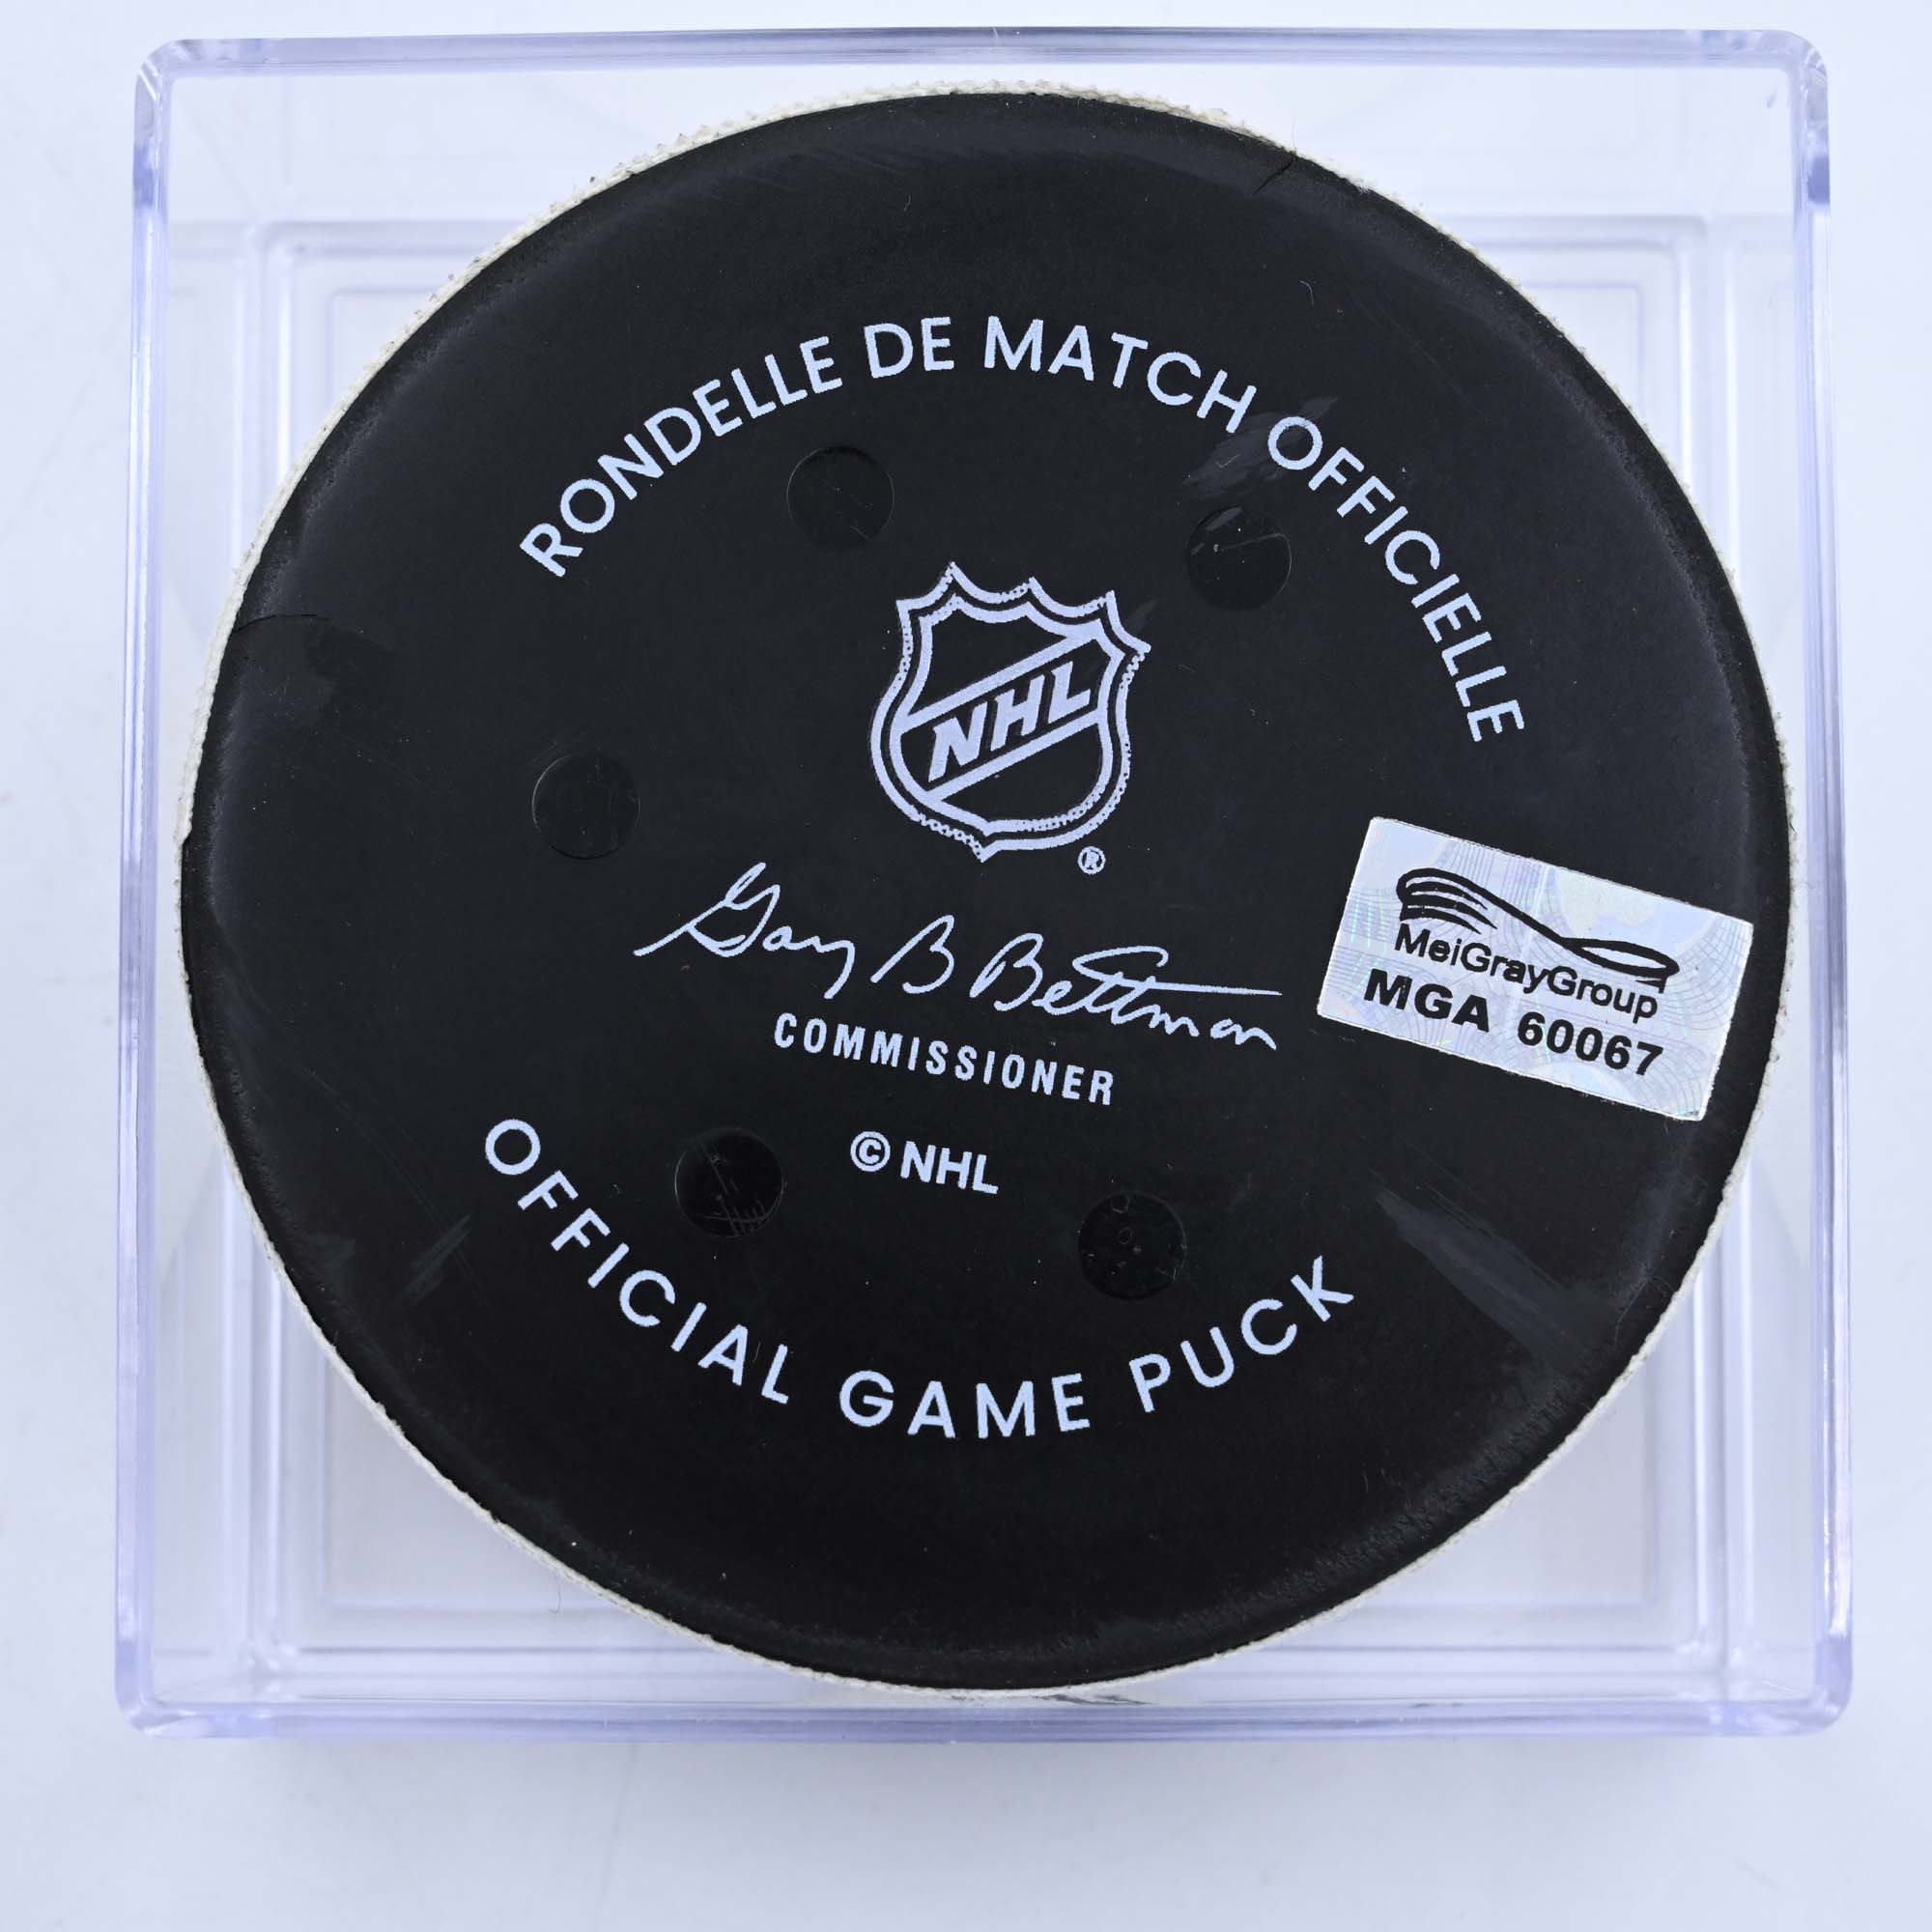 RONDELLE DE MATCH OFFICIELLE
NHL
®
Gary B Bettman
COMMISSIONER
© NHL
OFFICIAL GAME PUCK
MeiGrayGroup
MGA 60067